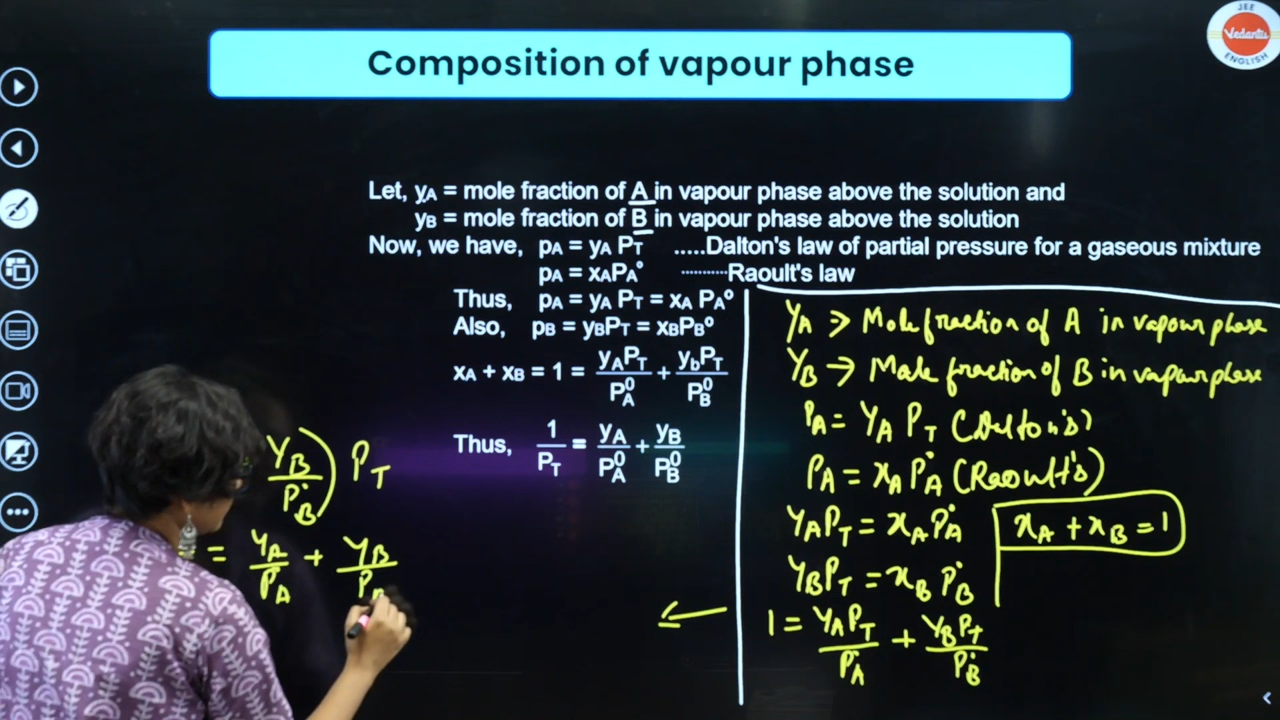 Composition of vapour phase
JEE
Vedantu
ENGLISH
Let, yA = mole fraction of A in vapour phase above the solution and
yB = mole fraction of B in vapour phase above the solution
Now, we have, pA = yA PT .....Dalton's law of partial pressure for a gaseous mixture
pA = xAPA° ...........Raoult's law
Thus, pA = yA PT = xA PA°
Also, pB = yBPT = xBPB°
xA + xB = 1 = yAPT/P⁰A + ybPT/P⁰B
Thus, 1/PT = yA/P⁰A + yB/P⁰B
YA → Mole fraction of A in vapour phase
YB → Mole fraction of B in vapour phase
PA = YA PT (Dalton's)
PA = xA P°A (Raoult's)
YAPT = xA P°A
xA + xB = 1
YBPT = xB P°B
1 = YAPT/P°A + YBPT/P°B
YB/P°B) PT
= YA/P°A + YB/P